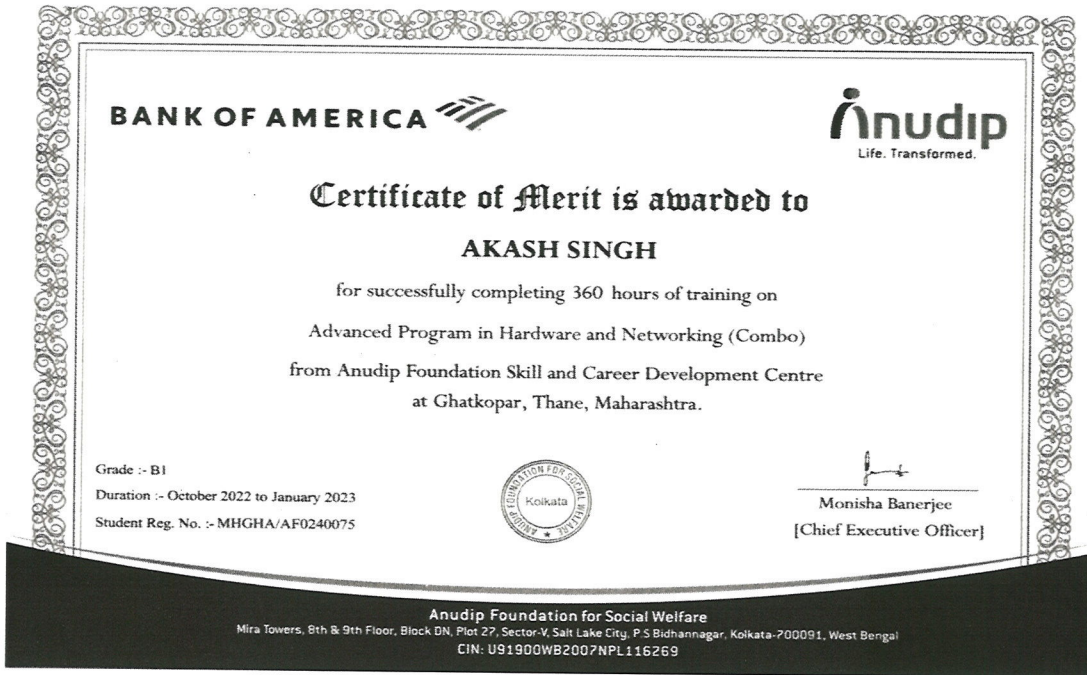 BANK OF AMERICA
Anudip
Life. Transformed.
Certificate of Merit is awarded to
AKASH SINGH
for successfully completing 360 hours of training on
Advanced Program in Hardware and Networking (Combo)
from Anudip Foundation Skill and Career Development Centre
at Ghatkopar, Thane, Maharashtra.
Grade :- B1
Duration :- October 2022 to January 2023
Student Reg. No. :- MHGHA/AF0240075
ANUDIP FOUNDATION FOR SOCIAL WELFARE
Kolkata
Monisha Banerjee
[Chief Executive Officer]
Anudip Foundation for Social Welfare
Mira Towers, 8th & 9th Floor, Block DN, Plot 27, Sector-V, Salt Lake City, P.S Bidhannagar, Kolkata-700091, West Bengal
CIN: U91900WB2007NPL116269